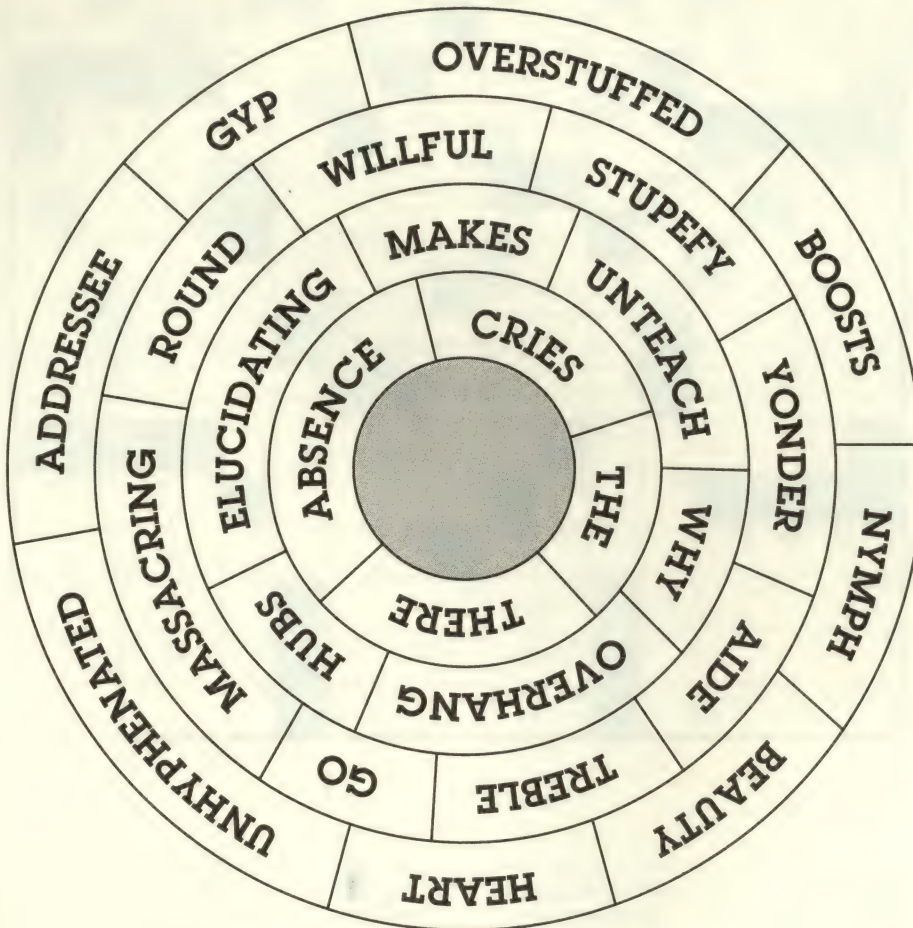 OVERSTUFFED
BOOSTS
NYMPH
BEAUTY
HEART
UNHYPHENATED
ADDRESSEE
GYP
WILLFUL
STUPEFY
YONDER
AIDE
TREBLE
GO
MASSACRING
ROUND
MAKES
UNTEACH
WHY
OVERHANG
HUBS
ELUCIDATING
CRIES
THE
THERE
ABSENCE